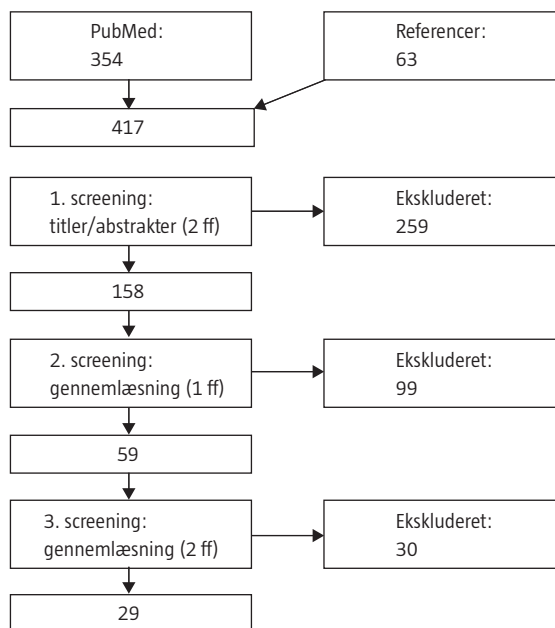 PubMed:
354
Referencer:
63
417
1. screening:
titler/abstrakter (2 ff)
Ekskluderet:
259
158
2. screening:
gennemlæsning (1 ff)
Ekskluderet:
99
59
3. screening:
gennemlæsning (2 ff)
Ekskluderet:
30
29